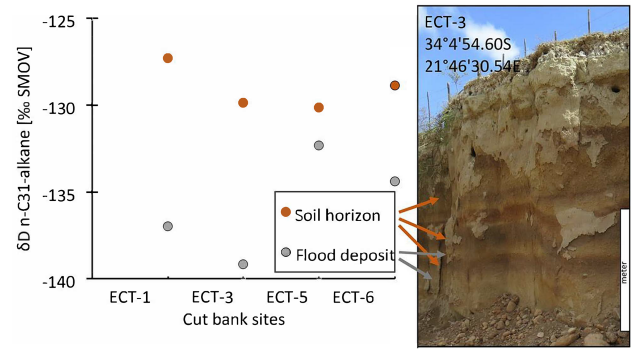 -125
-130
-135
-140
δD n-C31-alkane [‰ SMOV]
Soil horizon
Flood deposit
ECT-1
ECT-3
ECT-5
ECT-6
Cut bank sites
ECT-3
34°4'54.60S
21°46'30.54E
meter